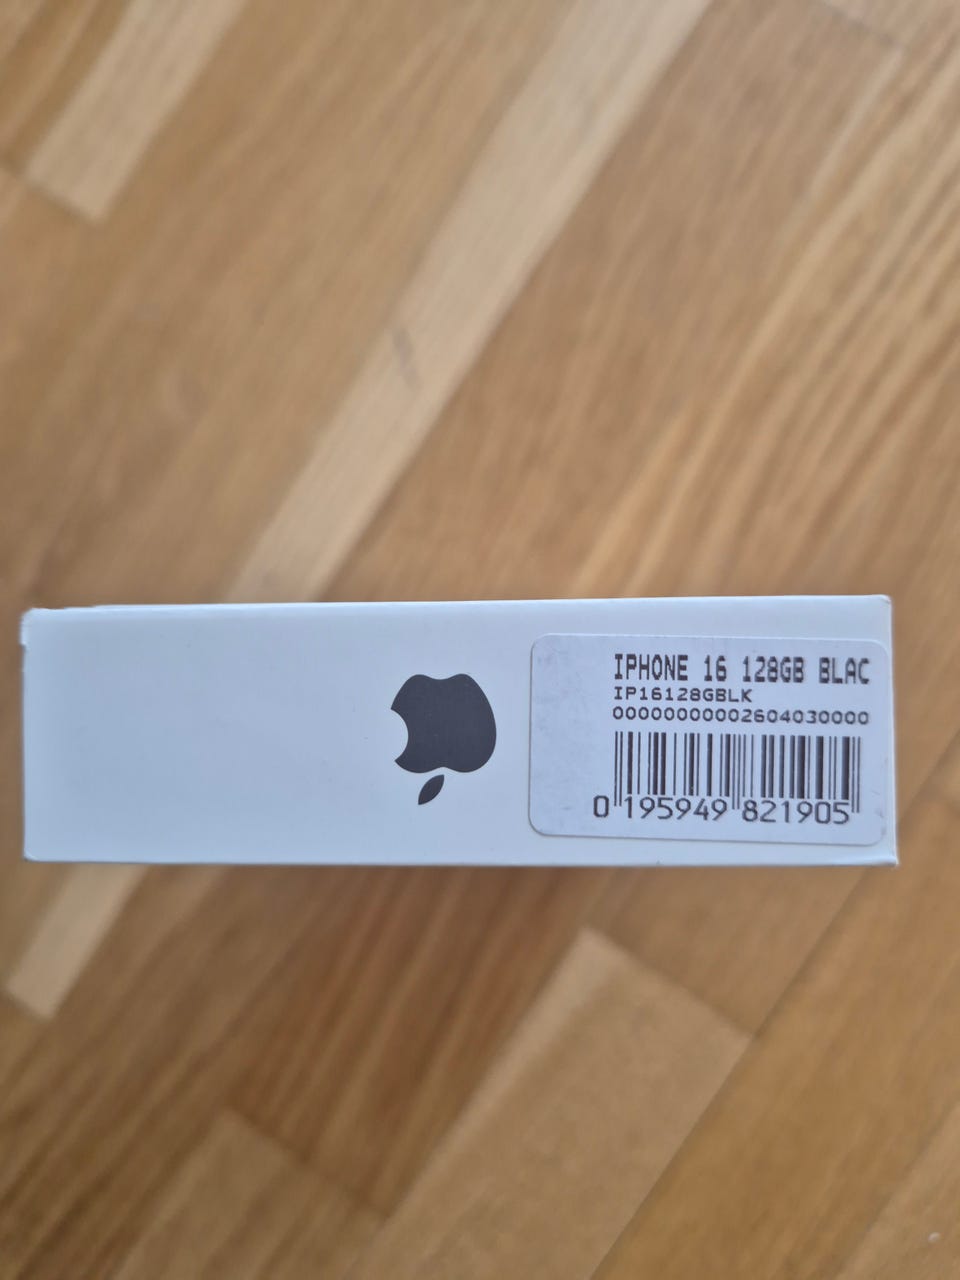 IPHONE 16 128GB BLAC
IP16128GBLK
00000000002604030000
0 195949 821905